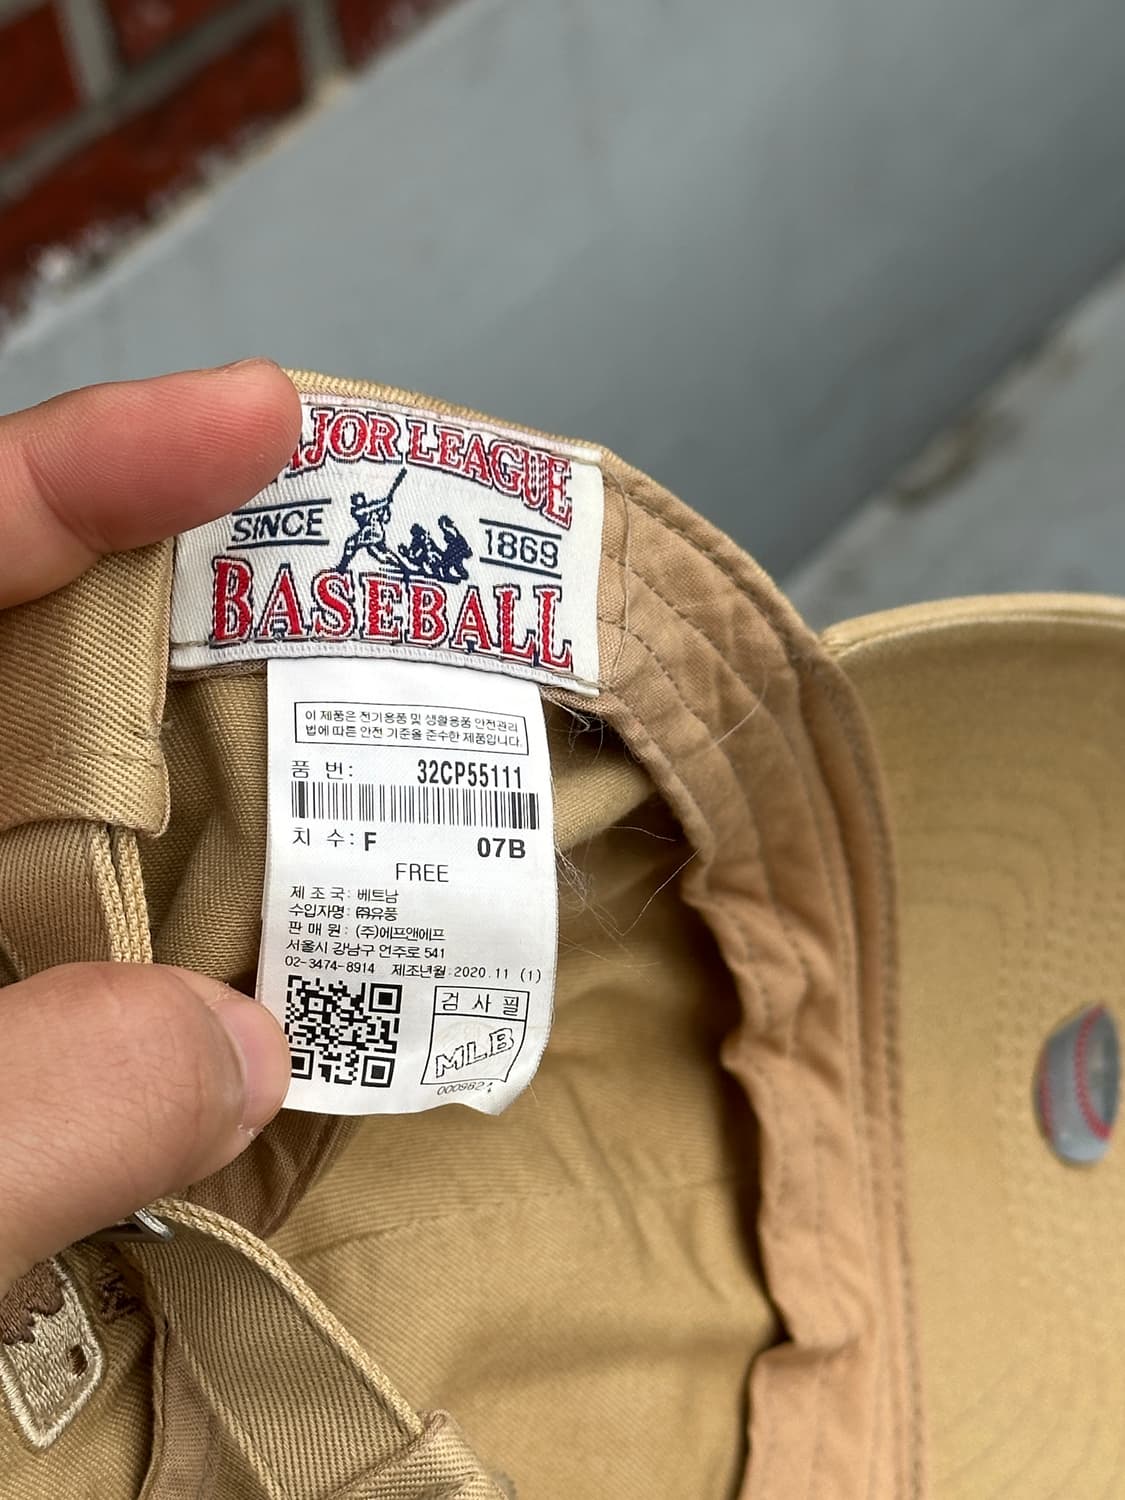 AJOR LEAGUE
SINCE 1869
BASEBALL
이 제품은 전기용품 및 생활용품 안전관리
법에 따른 안전 기준을 준수한 제품입니다.
품 번: 32CP55111
치 수: F 07B
FREE
제 조 국: 베트남
수입자명: ㈜유풍
판 매 원: (주)에프앤에프
서울시 강남구 언주로 541
02-3474-8914 제조년월:2020.11 (1)
검 사 필
MLB